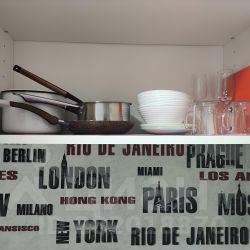 RIO DE JANEIRO PRAGUE
BERLIN
LONDON MIAMI LOS AN
HONG KONG PARIS MOS
MILANO
ANSISCO NEW YORK RIO DE JANEIRO